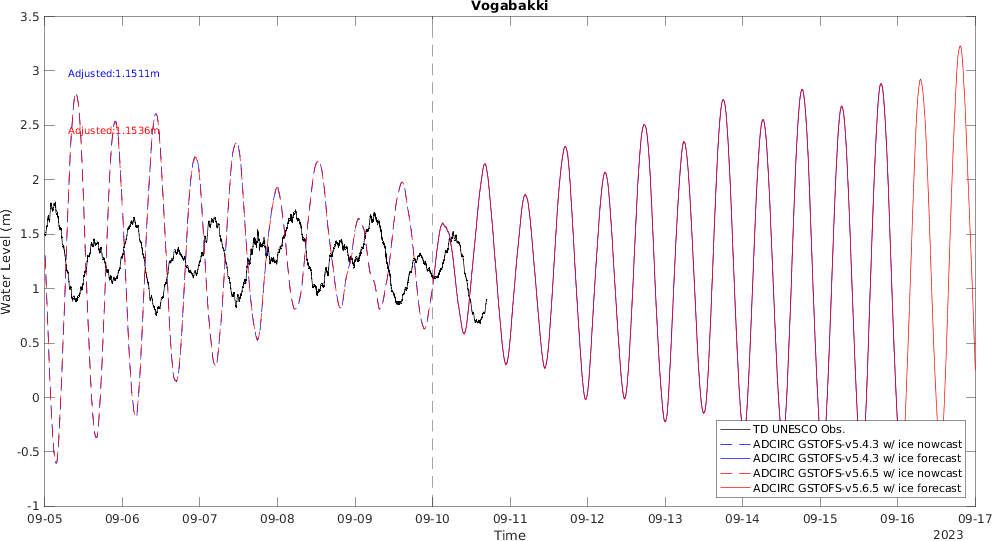 Vogabakki
3.5
3
2.5
2
1.5
1
0.5
0
-0.5
-1
Water Level (m)
Adjusted:1.1511m
Adjusted:1.1536m
TD UNESCO Obs.
ADCIRC GSTOFS-v5.4.3 w/ ice nowcast
ADCIRC GSTOFS-v5.4.3 w/ ice forecast
ADCIRC GSTOFS-v5.6.5 w/ ice nowcast
ADCIRC GSTOFS-v5.6.5 w/ ice forecast
09-05 09-06 09-07 09-08 09-09 09-10 09-11 09-12 09-13 09-14 09-15 09-16 09-17
Time
2023